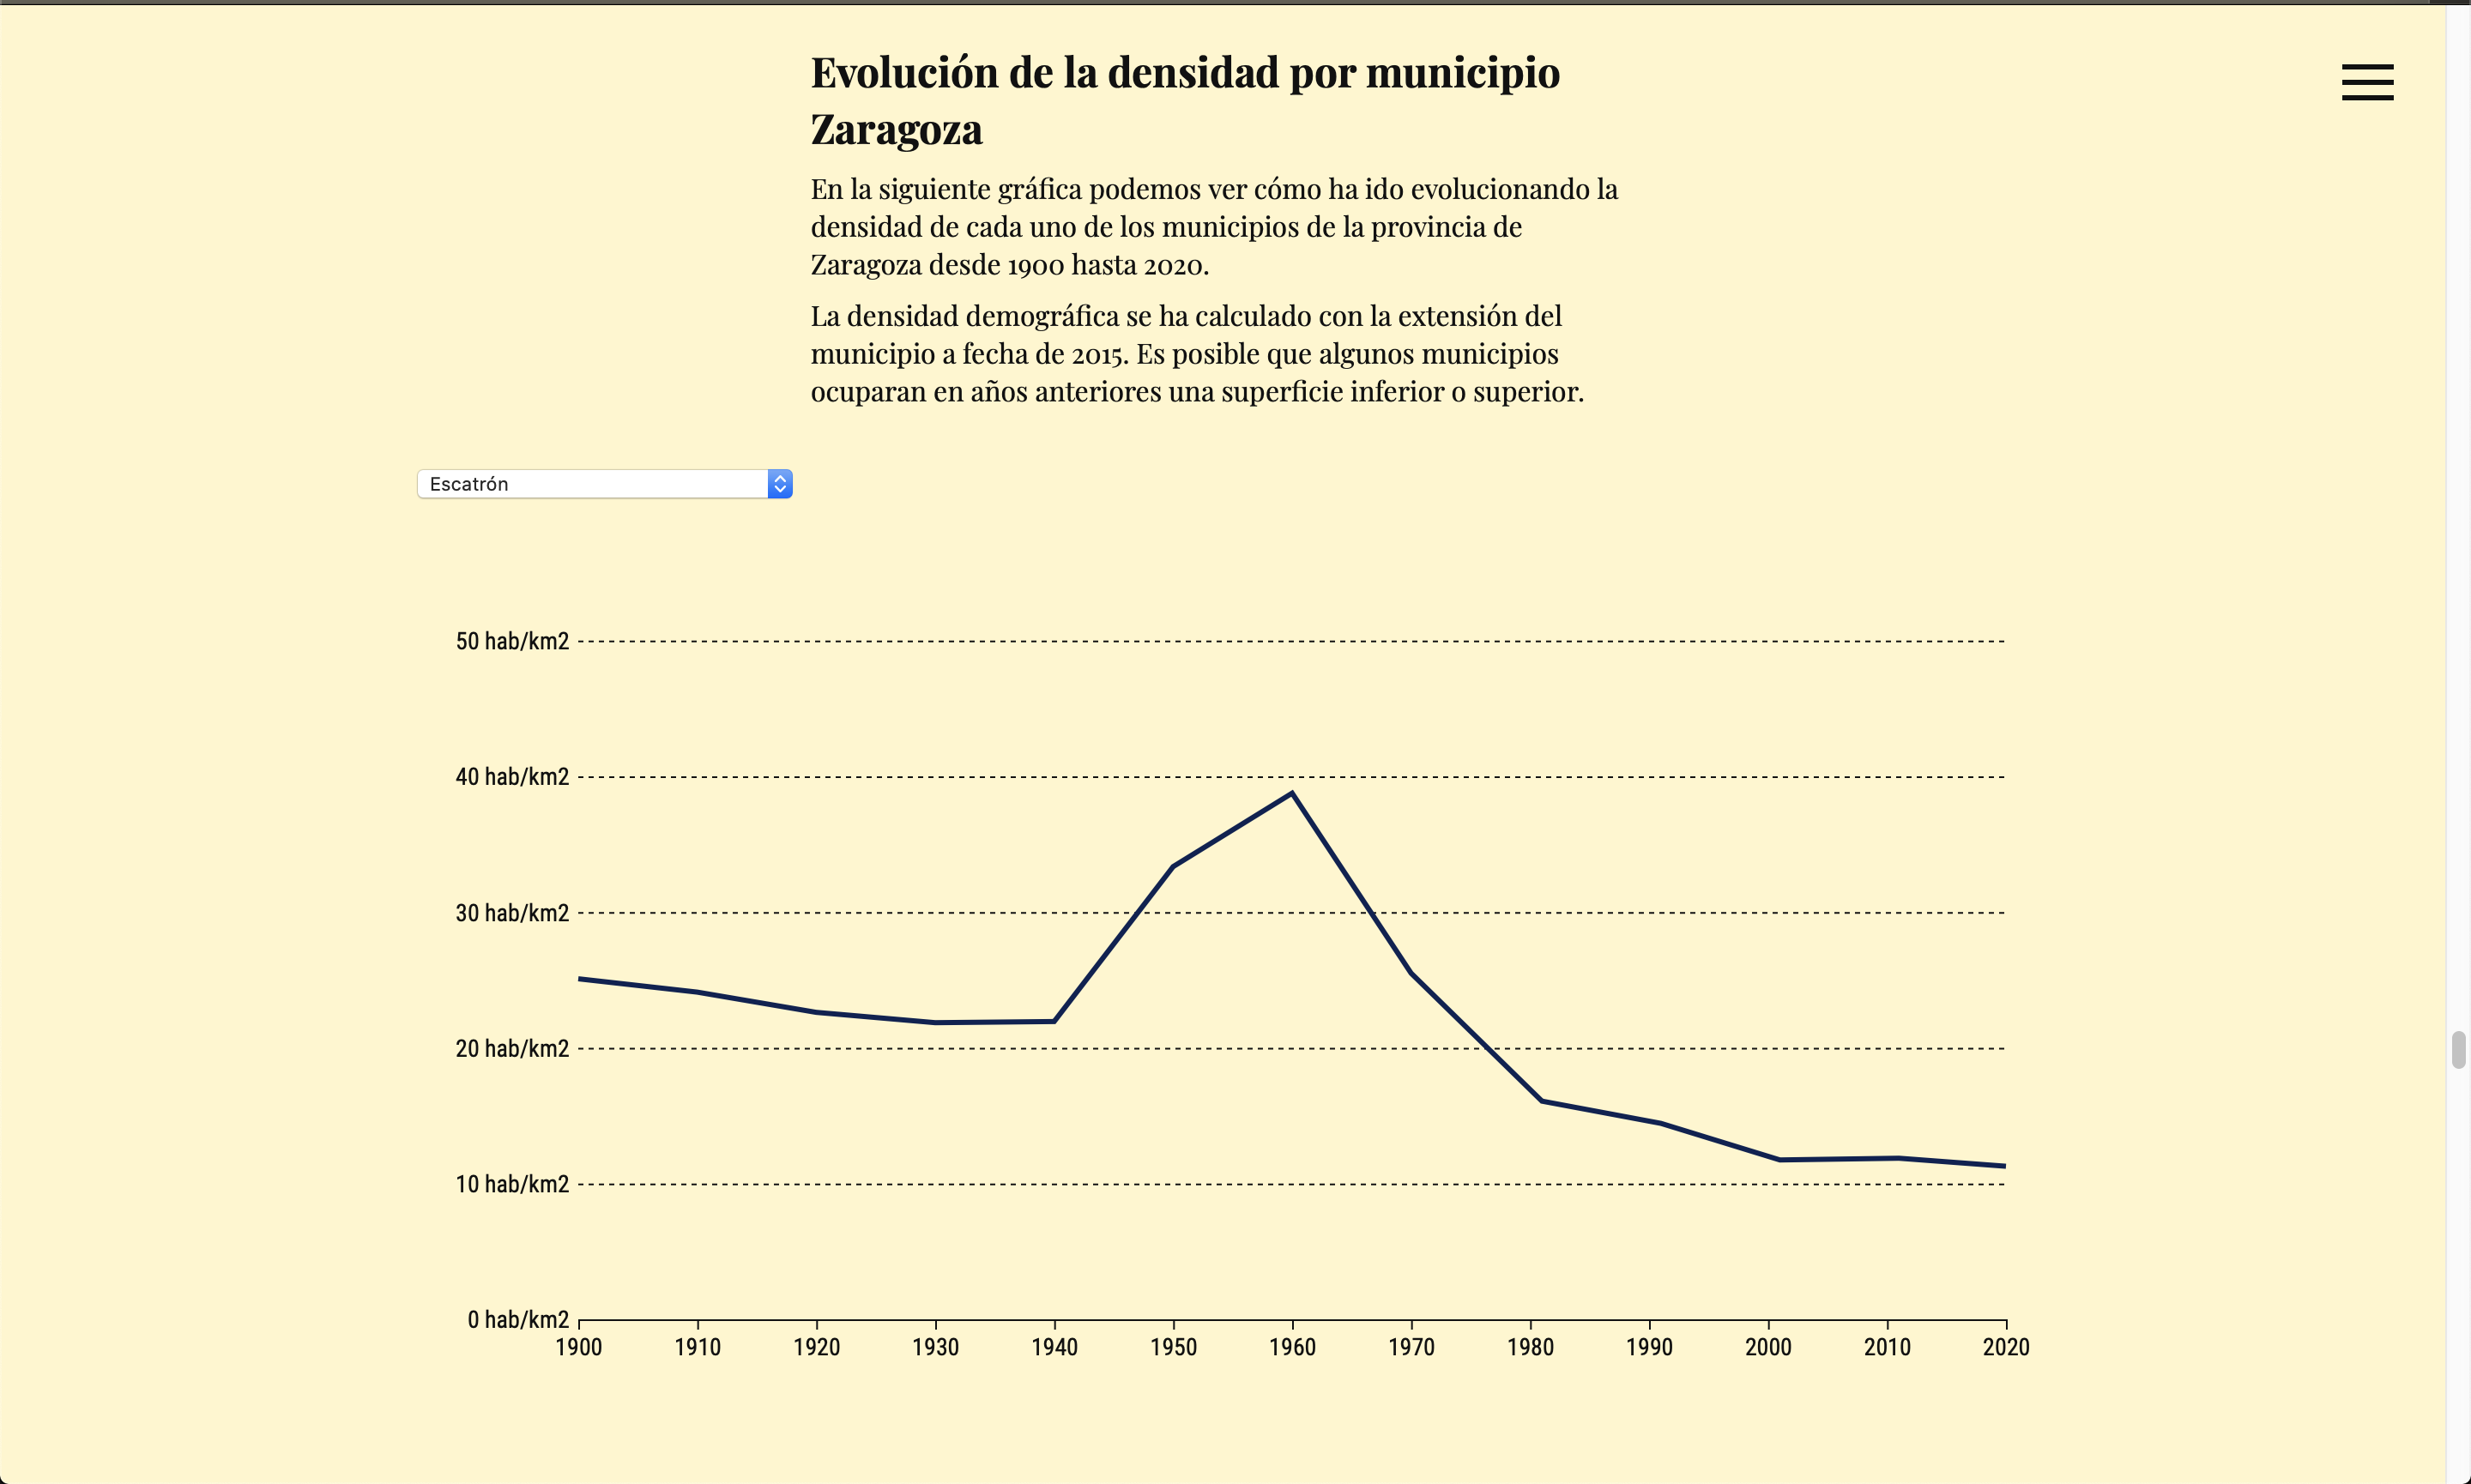 Evolución de la densidad por municipio
Zaragoza
En la siguiente gráfica podemos ver cómo ha ido evolucionando la
densidad de cada uno de los municipios de la provincia de
Zaragoza desde 1900 hasta 2020.
La densidad demográfica se ha calculado con la extensión del
municipio a fecha de 2015. Es posible que algunos municipios
ocuparan en años anteriores una superficie inferior o superior.
Escatrón
50 hab/km2
40 hab/km2
30 hab/km2
20 hab/km2
10 hab/km2
0 hab/km2
1900 1910 1920 1930 1940 1950 1960 1970 1980 1990 2000 2010 2020